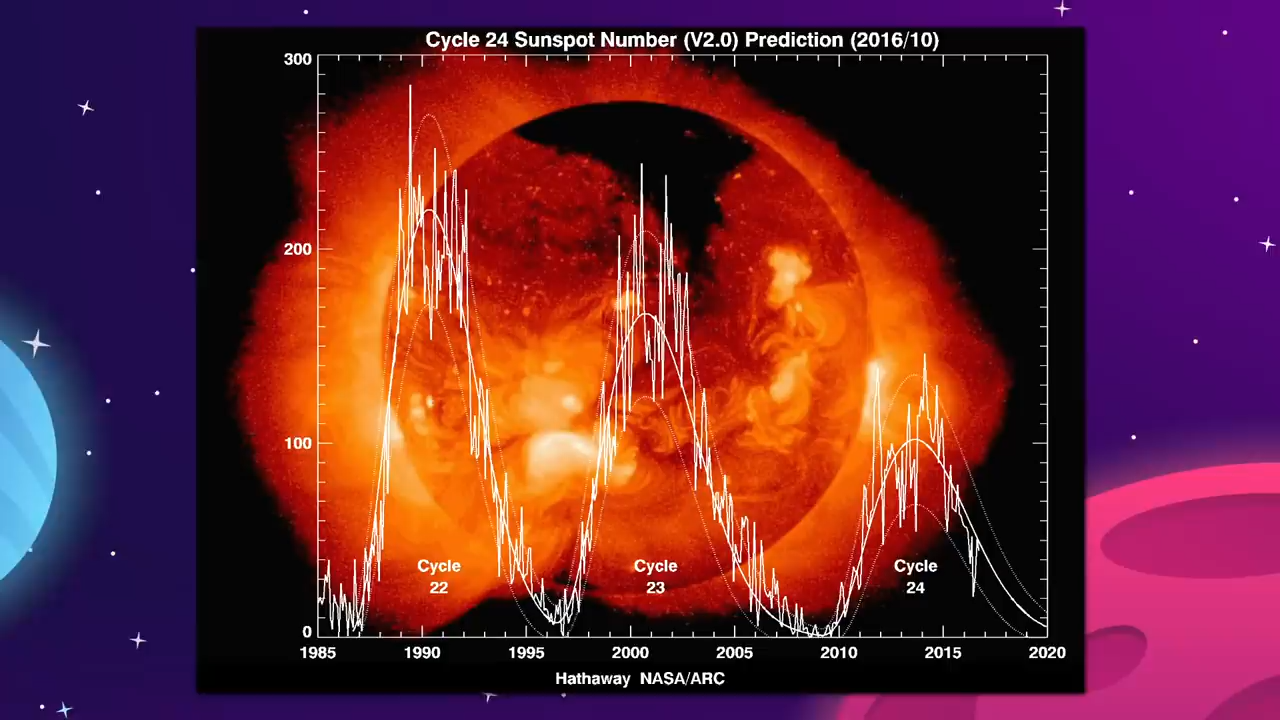 Cycle 24 Sunspot Number (V2.0) Prediction (2016/10)
300
200
100
0
Cycle
22
Cycle
23
Cycle
24
1985 1990 1995 2000 2005 2010 2015 2020
Hathaway NASA/ARC